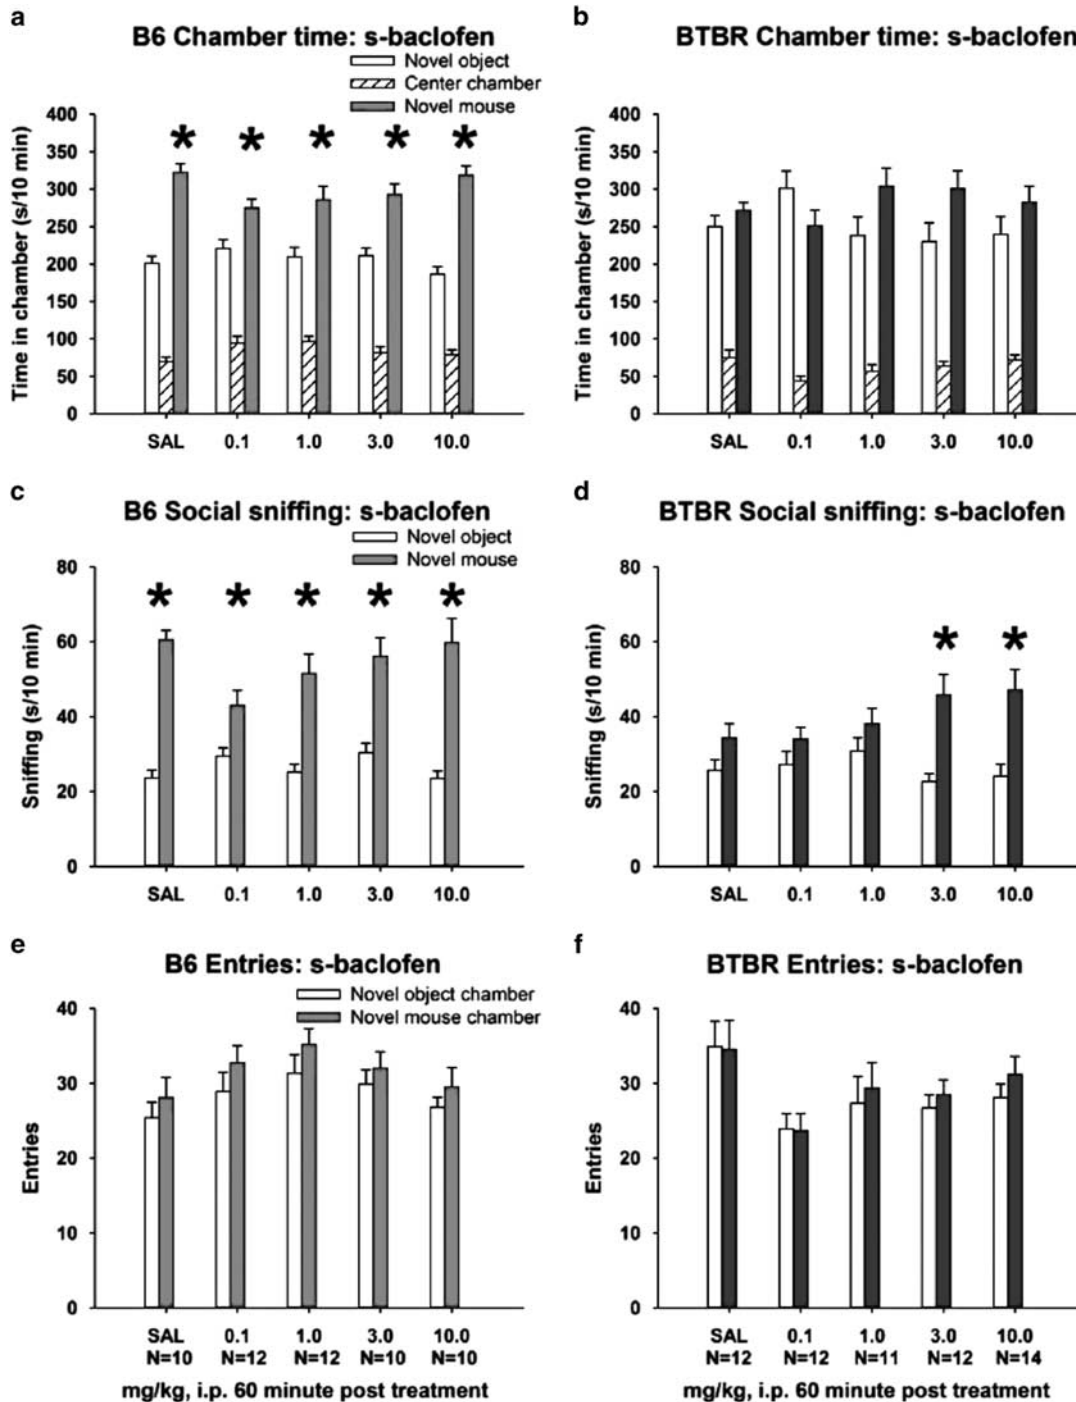 a
B6 Chamber time: s-baclofen
Novel object
Center chamber
Novel mouse
Time in chamber (s/10 min)
400
350
300
250
200
150
100
50
0
* * * * *
SAL 0.1 1.0 3.0 10.0
b
BTBR Chamber time: s-baclofen
Time in chamber (s/10 min)
400
350
300
250
200
150
100
50
0
SAL 0.1 1.0 3.0 10.0
c
B6 Social sniffing: s-baclofen
Novel object
Novel mouse
Sniffing (s/10 min)
80
60
40
20
0
* * * * *
SAL 0.1 1.0 3.0 10.0
d
BTBR Social sniffing: s-baclofen
Sniffing (s/10 min)
80
60
40
20
0
* *
SAL 0.1 1.0 3.0 10.0
e
B6 Entries: s-baclofen
Novel object chamber
Novel mouse chamber
Entries
40
30
20
10
0
SAL 0.1 1.0 3.0 10.0
N=10 N=12 N=12 N=10 N=10
mg/kg, i.p. 60 minute post treatment
f
BTBR Entries: s-baclofen
Entries
40
30
20
10
0
SAL 0.1 1.0 3.0 10.0
N=12 N=12 N=11 N=12 N=14
mg/kg, i.p. 60 minute post treatment